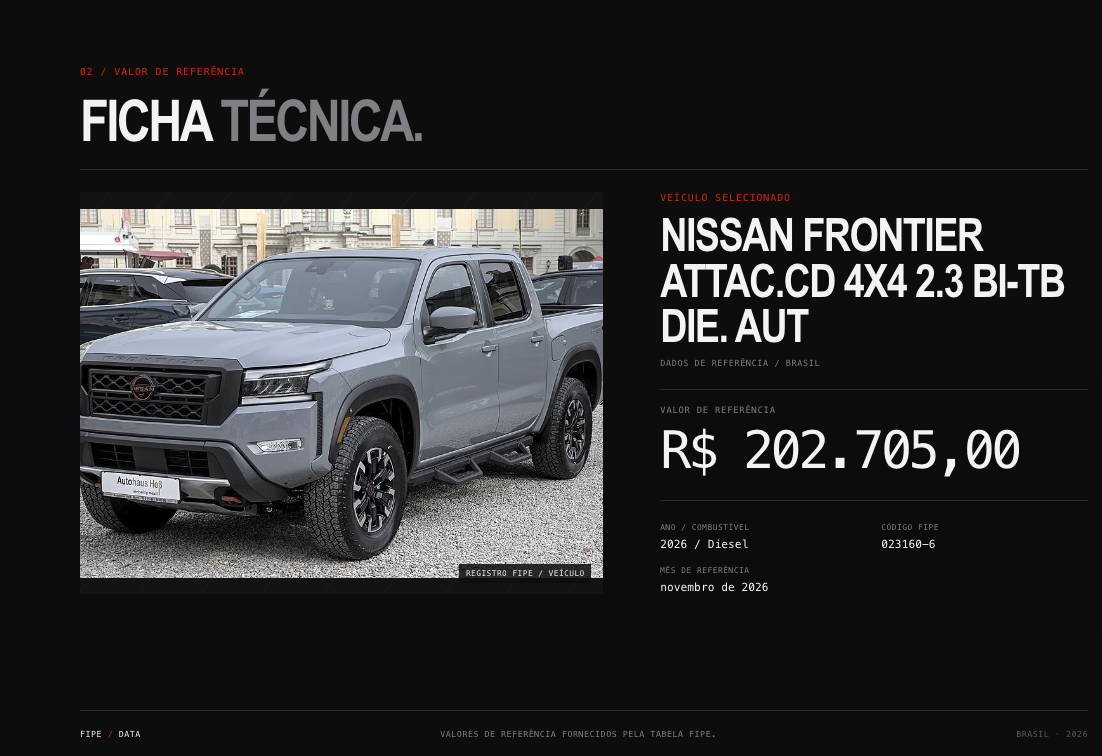 02 / VALOR DE REFERÊNCIA
FICHA TÉCNICA.
FRONTIER
NISSAN
Autohaus Heß
REGISTRO FIPE / VEÍCULO
VEÍCULO SELECIONADO
NISSAN FRONTIER
ATTAC.CD 4X4 2.3 BI-TB
DIE. AUT
DADOS DE REFERÊNCIA / BRASIL
VALOR DE REFERÊNCIA
R$ 202.705,00
ANO / COMBUSTÍVEL
2026 / Diesel
CÓDIGO FIPE
023160-6
MÊS DE REFERÊNCIA
novembro de 2026
FIPE / DATA
VALORES DE REFERÊNCIA FORNECIDOS PELA TABELA FIPE.
BRASIL · 2026